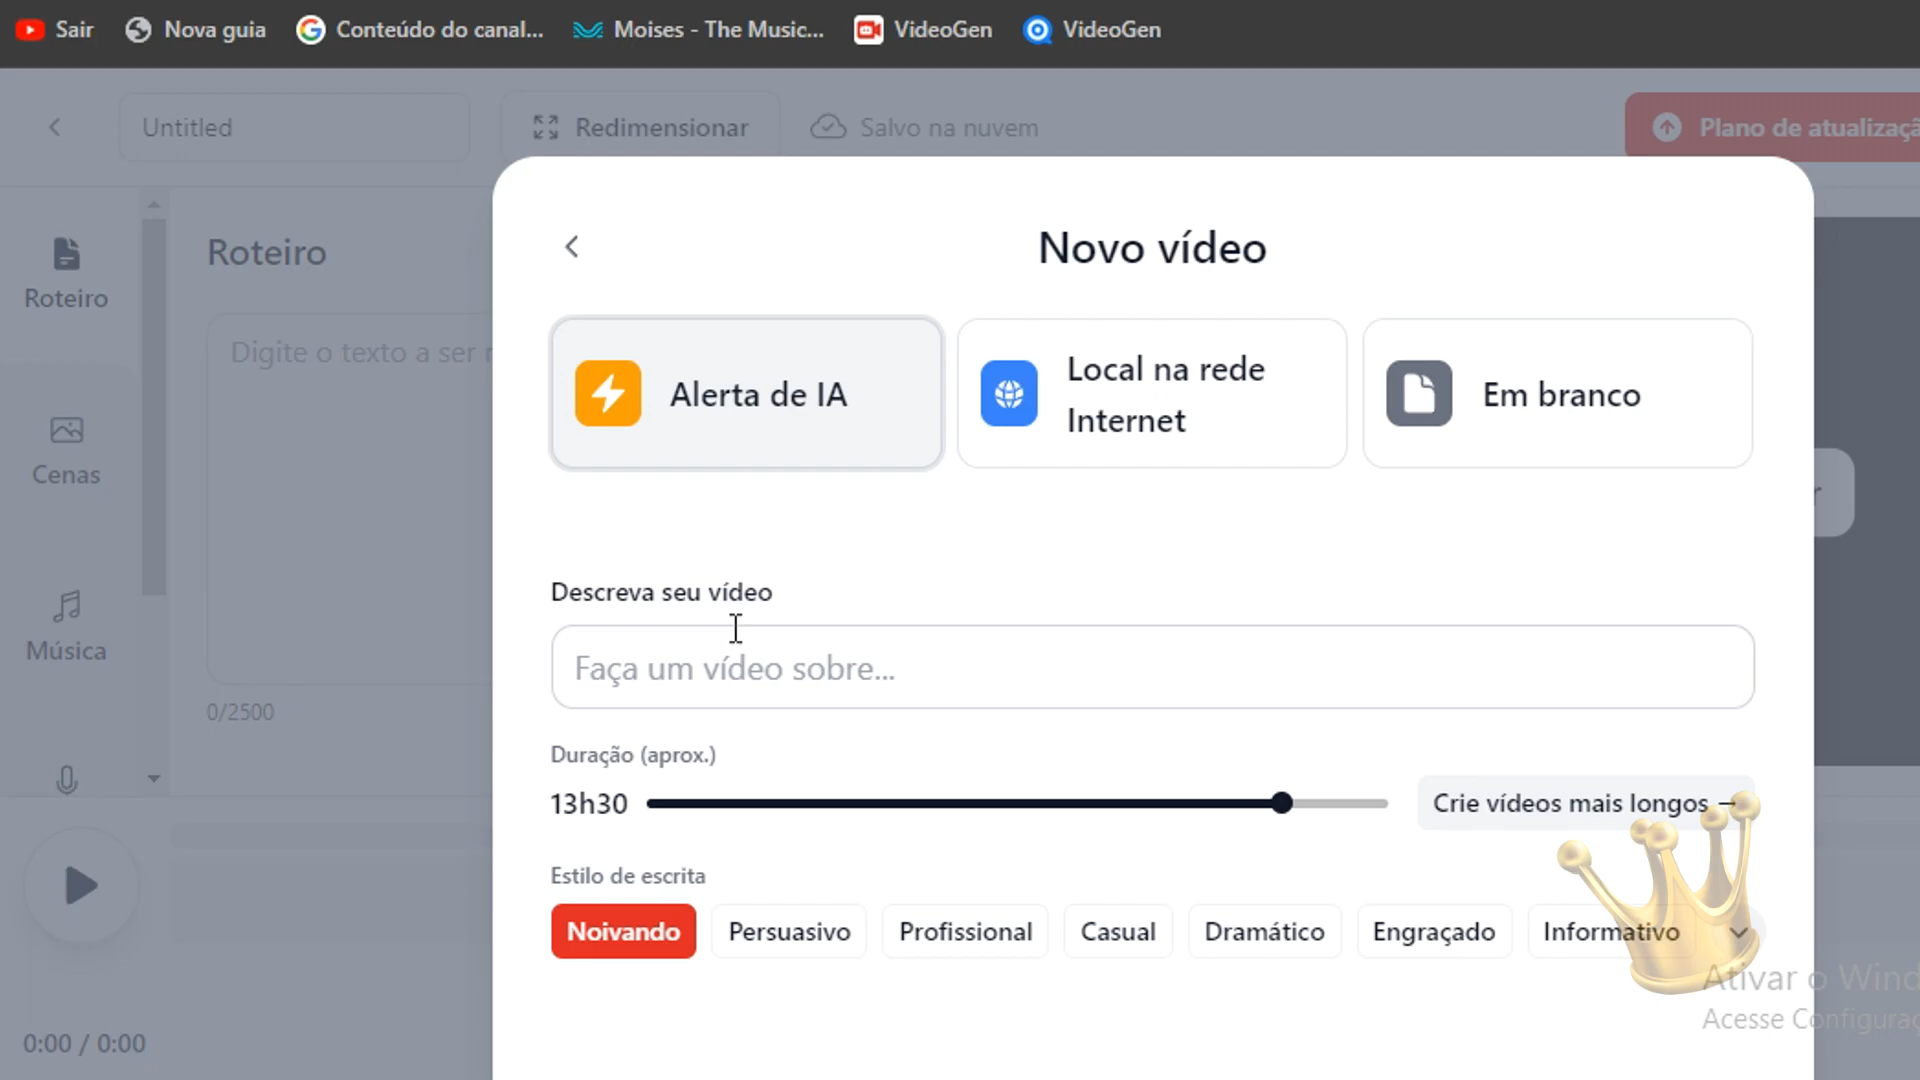 Sair
Nova guia
Conteúdo do canal...
Moises - The Music...
VideoGen
VideoGen
Untitled
Redimensionar
Salvo na nuvem
Plano de
Roteiro
Cenas
Música
Roteiro
Digite o texto a ser
0/2500
0:00 / 0:00
Novo vídeo
Alerta de IA
Local na rede
Internet
Em branco
Descreva seu vídeo
Faça um vídeo sobre...
Duração (aprox.)
13h30
Crie vídeos mais longos →
Estilo de escrita
Noivando
Persuasivo
Profissional
Casual
Dramático
Engraçado
Informativo
Ativar o
Acesse